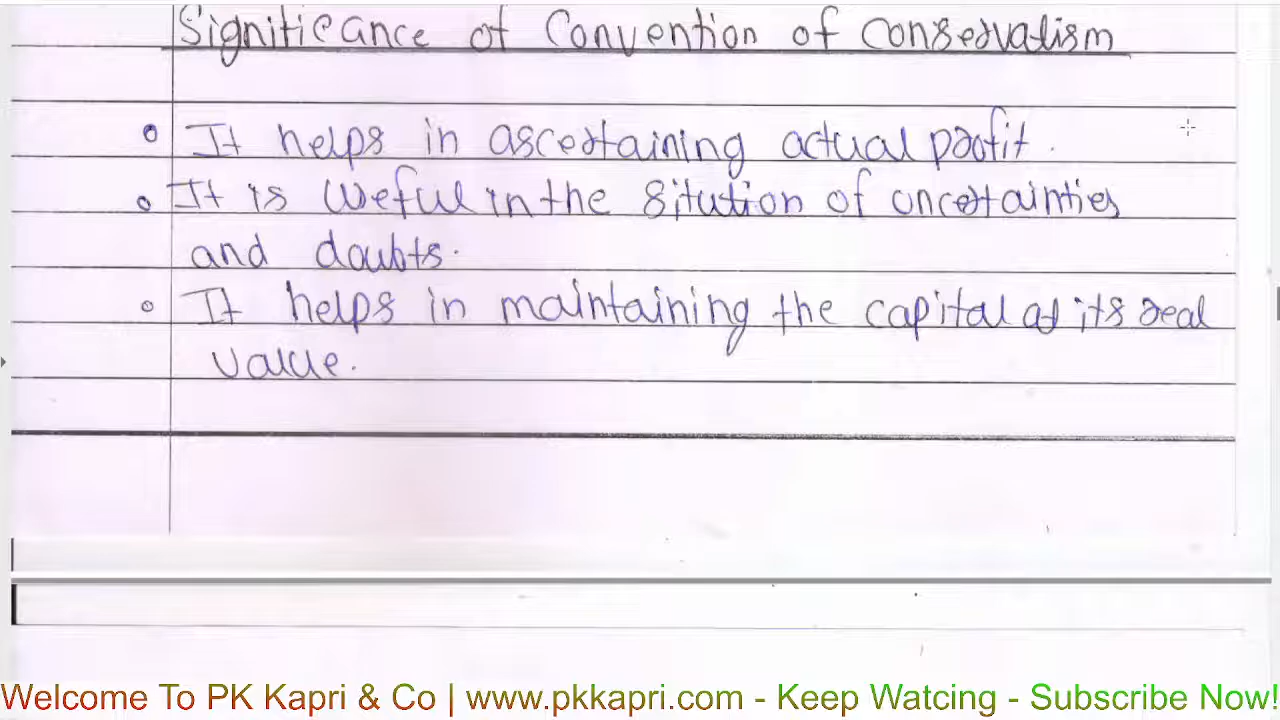 Significance of Convention of Conservatism
It helps in ascertaining actual profit.
It is useful in the sitution of uncertainties
and doubts.
It helps in maintaining the capital at its real
value.
Welcome To PK Kapri & Co | www.pkkapri.com - Keep Watcing - Subscribe Now!